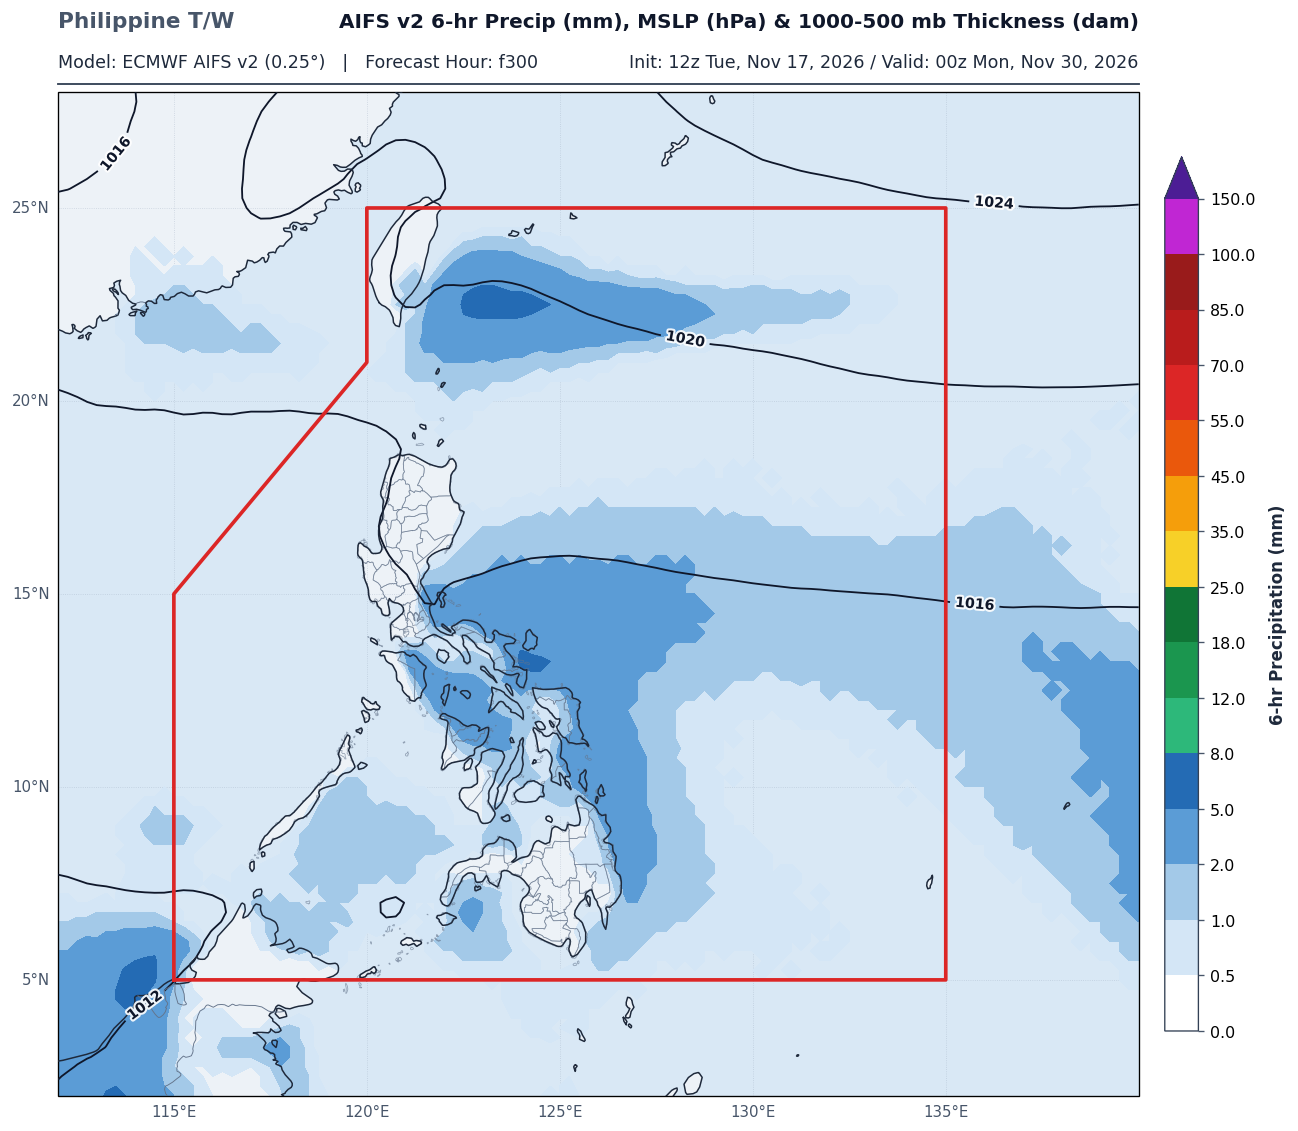 Philippine T/W
AIFS v2 6-hr Precip (mm), MSLP (hPa) & 1000-500 mb Thickness (dam)
Model: ECMWF AIFS v2 (0.25°) | Forecast Hour: f300
Init: 12z Tue, Nov 17, 2026 / Valid: 00z Mon, Nov 30, 2026
1016
1024
1020
1016
1012
25°N
20°N
15°N
10°N
5°N
115°E
120°E
125°E
130°E
135°E
150.0
100.0
85.0
70.0
55.0
45.0
35.0
25.0
18.0
12.0
8.0
5.0
2.0
1.0
0.5
0.0
6-hr Precipitation (mm)